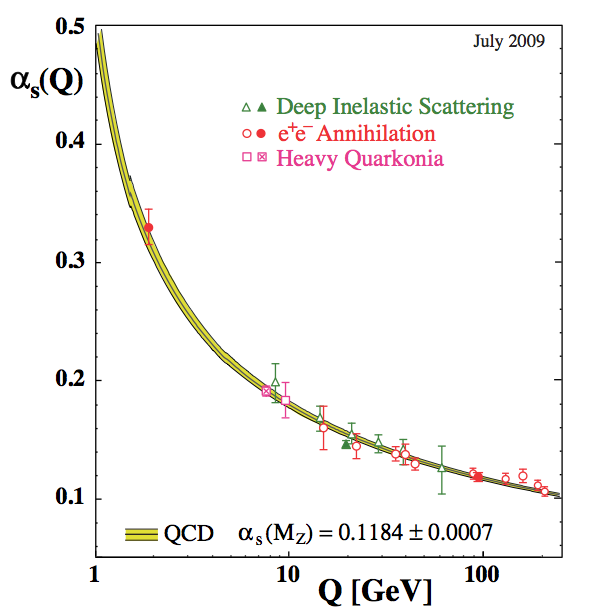 0.5
July 2009
αs(Q)
Deep Inelastic Scattering
e+e− Annihilation
0.4
Heavy Quarkonia
0.3
0.2
0.1
QCD αs(MZ) = 0.1184 ± 0.0007
1 10 100
Q [GeV]